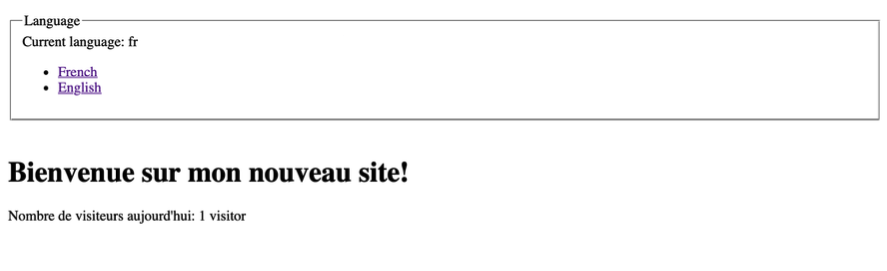 Language
Current language: fr
French
English
Bienvenue sur mon nouveau site!
Nombre de visiteurs aujourd'hui: 1 visitor